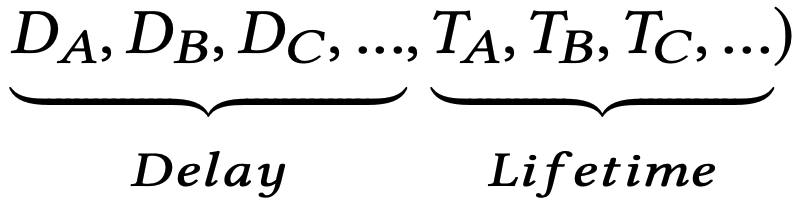 D_A, D_B, D_C, ..., T_A, T_B, T_C, ...)
Delay Lifetime